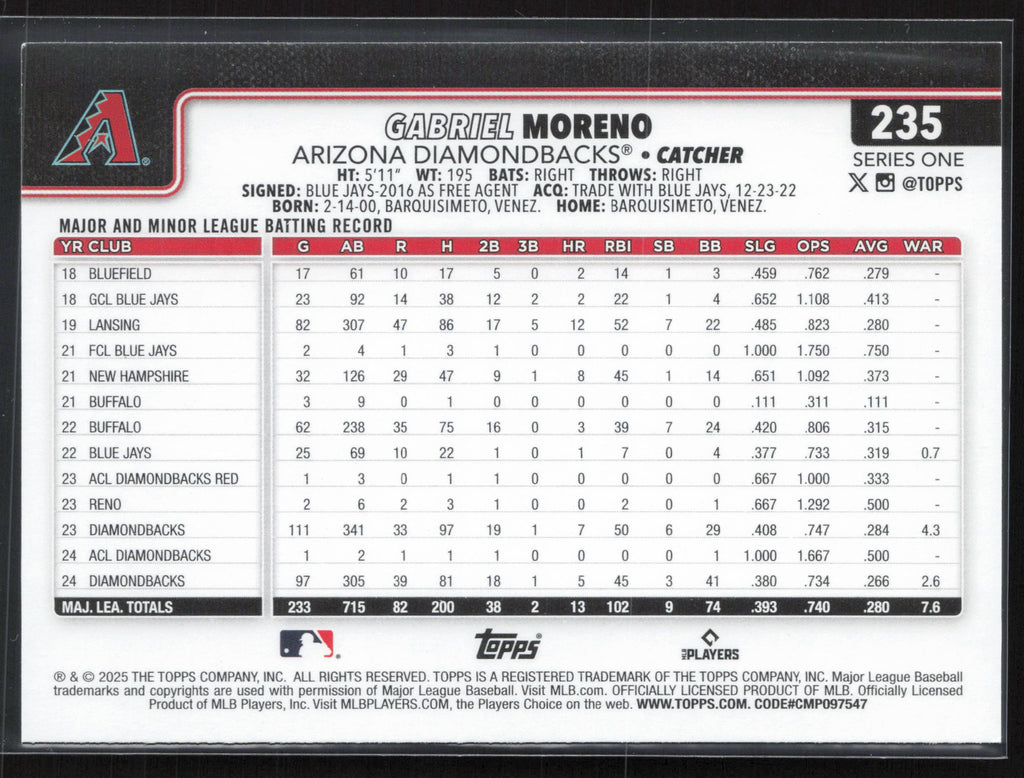 235
GABRIEL MORENO
ARIZONA DIAMONDBACKS® • CATCHER
SERIES ONE
HT: 5'11" WT: 195 BATS: RIGHT THROWS: RIGHT
@TOPPS
SIGNED: BLUE JAYS-2016 AS FREE AGENT ACQ: TRADE WITH BLUE JAYS, 12-23-22
BORN: 2-14-00, BARQUISIMETO, VENEZ. HOME: BARQUISIMETO, VENEZ.
MAJOR AND MINOR LEAGUE BATTING RECORD
YR CLUB G AB R H 2B 3B HR RBI SB BB SLG OPS AVG WAR
18 BLUEFIELD 17 61 10 17 5 0 2 14 1 3 .459 .762 .279 -
18 GCL BLUE JAYS 23 92 14 38 12 2 2 22 1 4 .652 1.108 .413 -
19 LANSING 82 307 47 86 17 5 12 52 7 22 .485 .823 .280 -
21 FCL BLUE JAYS 2 4 1 3 1 0 0 0 0 0 1.000 1.750 .750 -
21 NEW HAMPSHIRE 32 126 29 47 9 1 8 45 1 14 .651 1.092 .373 -
21 BUFFALO 3 9 0 1 0 0 0 0 0 0 .111 .311 .111 -
22 BUFFALO 62 238 35 75 16 0 3 39 7 24 .420 .806 .315 -
22 BLUE JAYS 25 69 10 22 1 0 1 7 0 4 .377 .733 .319 0.7
23 ACL DIAMONDBACKS RED 1 3 0 1 1 0 0 0 0 0 .667 1.000 .333 -
23 RENO 2 6 2 3 1 0 0 2 0 1 .667 1.292 .500 -
23 DIAMONDBACKS 111 341 33 97 19 1 7 50 6 29 .408 .747 .284 4.3
24 ACL DIAMONDBACKS 1 2 1 1 1 0 0 0 0 1 1.000 1.667 .500 -
24 DIAMONDBACKS 97 305 39 81 18 1 5 45 3 41 .380 .734 .266 2.6
MAJ. LEA. TOTALS 233 715 82 200 38 2 13 102 9 74 .393 .740 .280 7.6
Topps® MLB PLAYERS
® & © 2025 THE TOPPS COMPANY, INC. ALL RIGHTS RESERVED. TOPPS IS A REGISTERED TRADEMARK OF THE TOPPS COMPANY, INC. Major League Baseball
trademarks and copyrights are used with permission of Major League Baseball. Visit MLB.com. OFFICIALLY LICENSED PRODUCT OF MLB. Officially Licensed
Product of MLB Players, Inc. Visit MLBPLAYERS.COM, the Players Choice on the web. WWW.TOPPS.COM. CODE#CMP097547